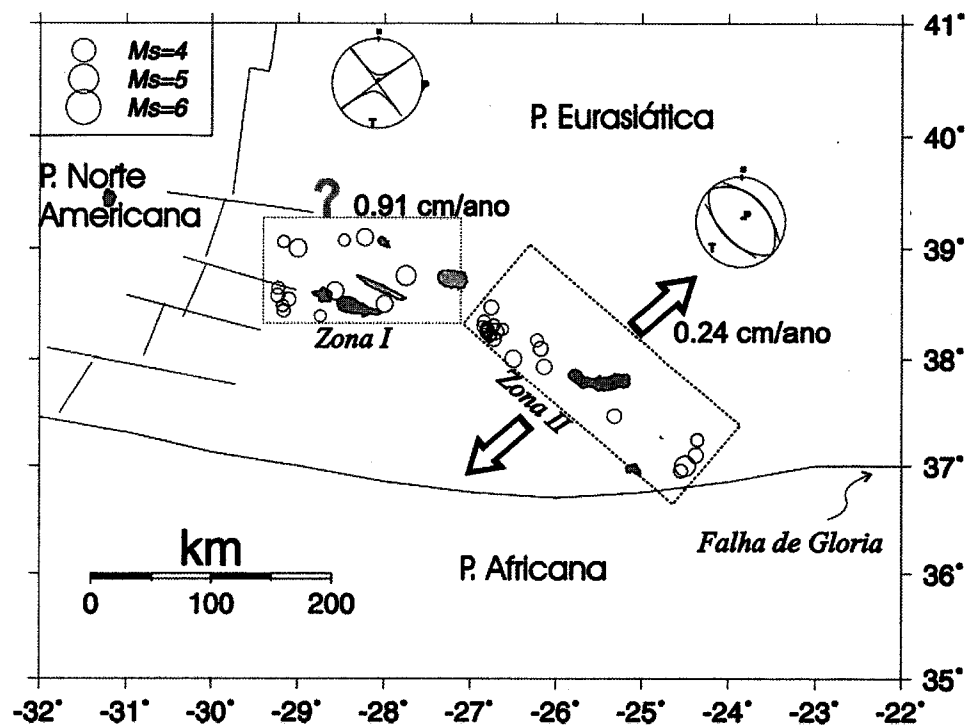 Ms=4
Ms=5
Ms=6
P. Eurasiática
P. Norte
Americana
?
0.91 cm/ano
Zona I
0.24 cm/ano
Zona II
km
0 100 200
P. Africana
Falha de Gloria
T
P
T
P
41°
40°
39°
38°
37°
36°
35°
-32° -31° -30° -29° -28° -27° -26° -25° -24° -23° -22°